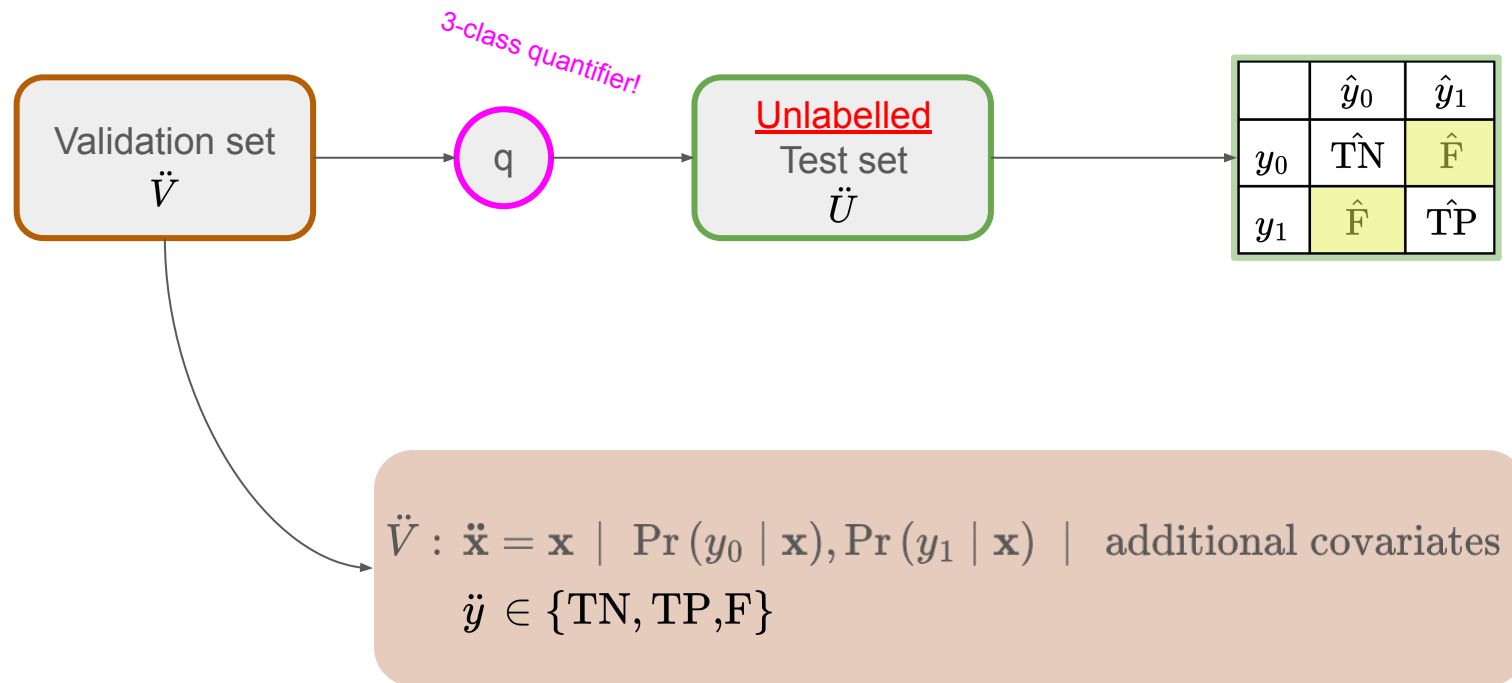 3-class quantifier!
Validation set
V̈
q
Unlabelled
Test set
Ü
ŷ₀ ŷ₁
y₀ TN̂ F̂
y₁ F̂ TP̂
V̈ : ẍ = x | Pr (y₀ | x), Pr (y₁ | x) | additional covariates
ÿ ∈ {TN, TP,F}